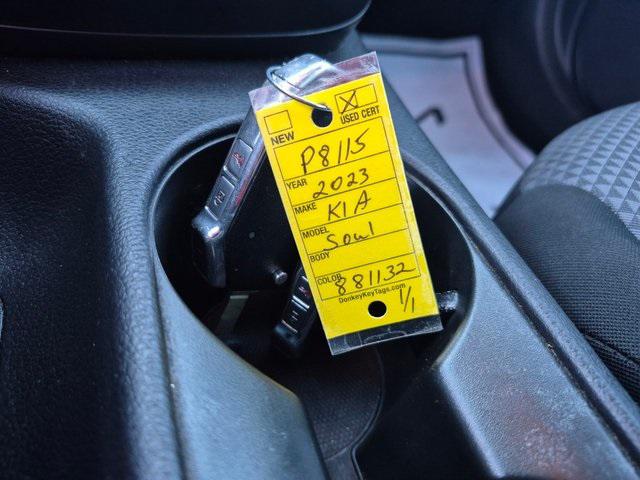 NEW USED CERT
P8115
YEAR 2023
MAKE KIA
MODEL Soul
BODY
COLOR 881132
DonkeyKeyTags.com 1/1